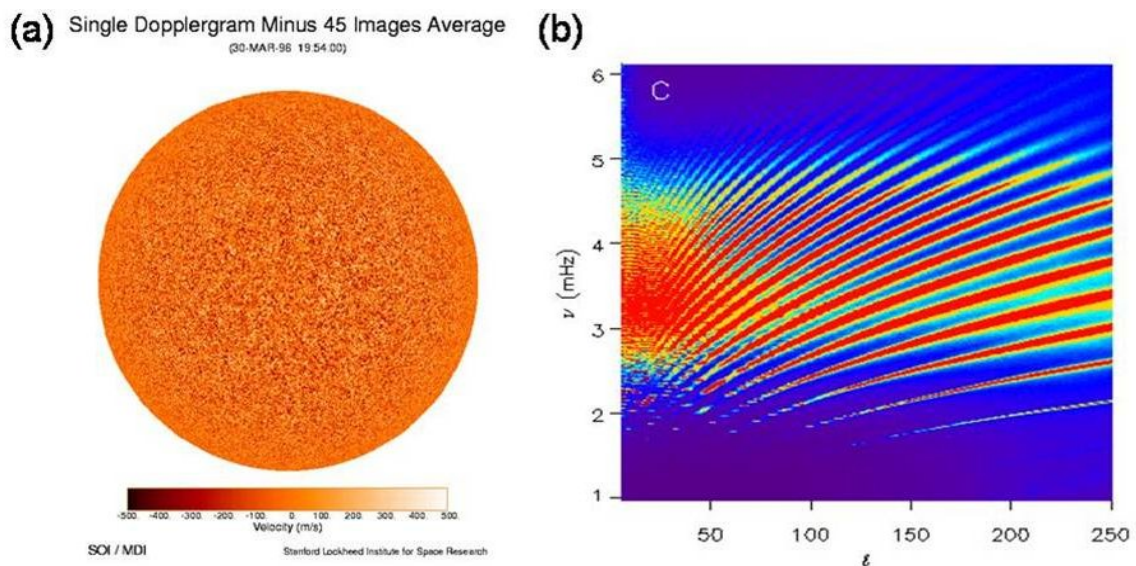 (a) Single Dopplergram Minus 45 Images Average
(30-MAR-96 19:54:00)
-500. -400. -300. -200. -100. 0. 100. 200. 300. 400. 500.
Velocity (m/s)
SOI / MDI Stanford Lockheed Institute for Space Research
(b)
C
6
5
4
3
2
1
ν (mHz)
50 100 150 200 250
ℓ